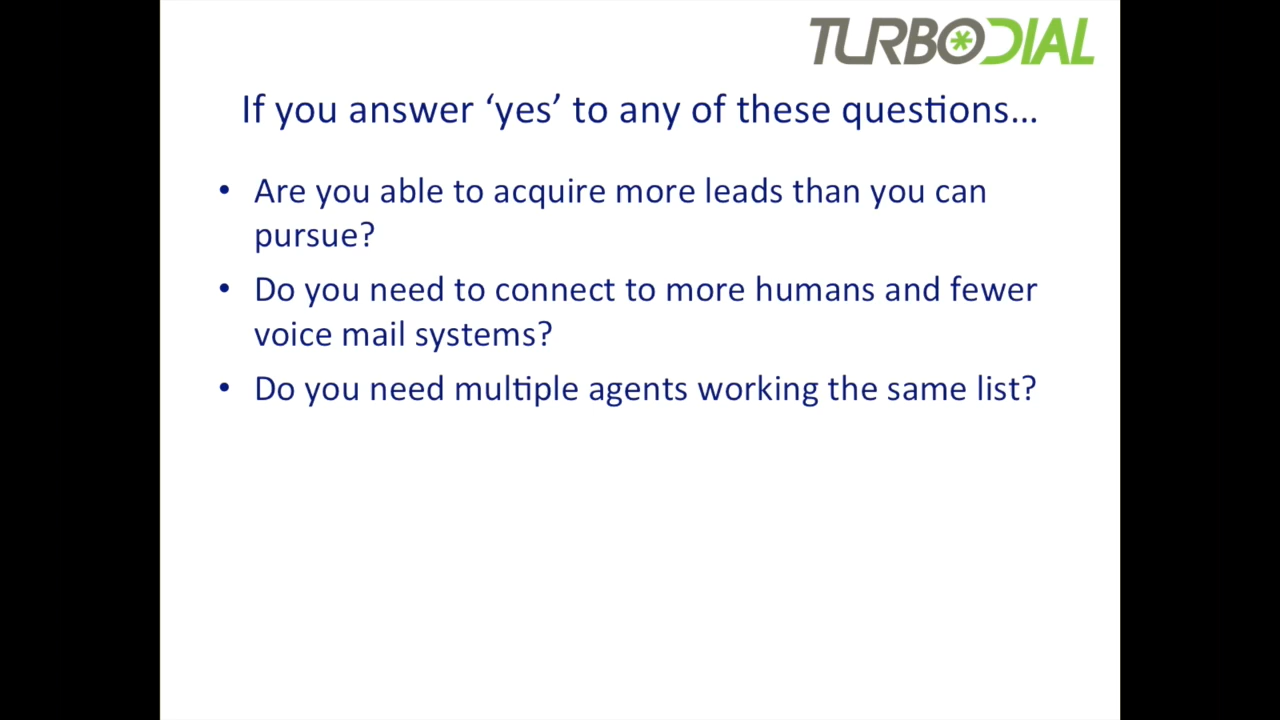 TURBODIAL
If you answer ‘yes’ to any of these questions...
• Are you able to acquire more leads than you can
pursue?
• Do you need to connect to more humans and fewer
voice mail systems?
• Do you need multiple agents working the same list?